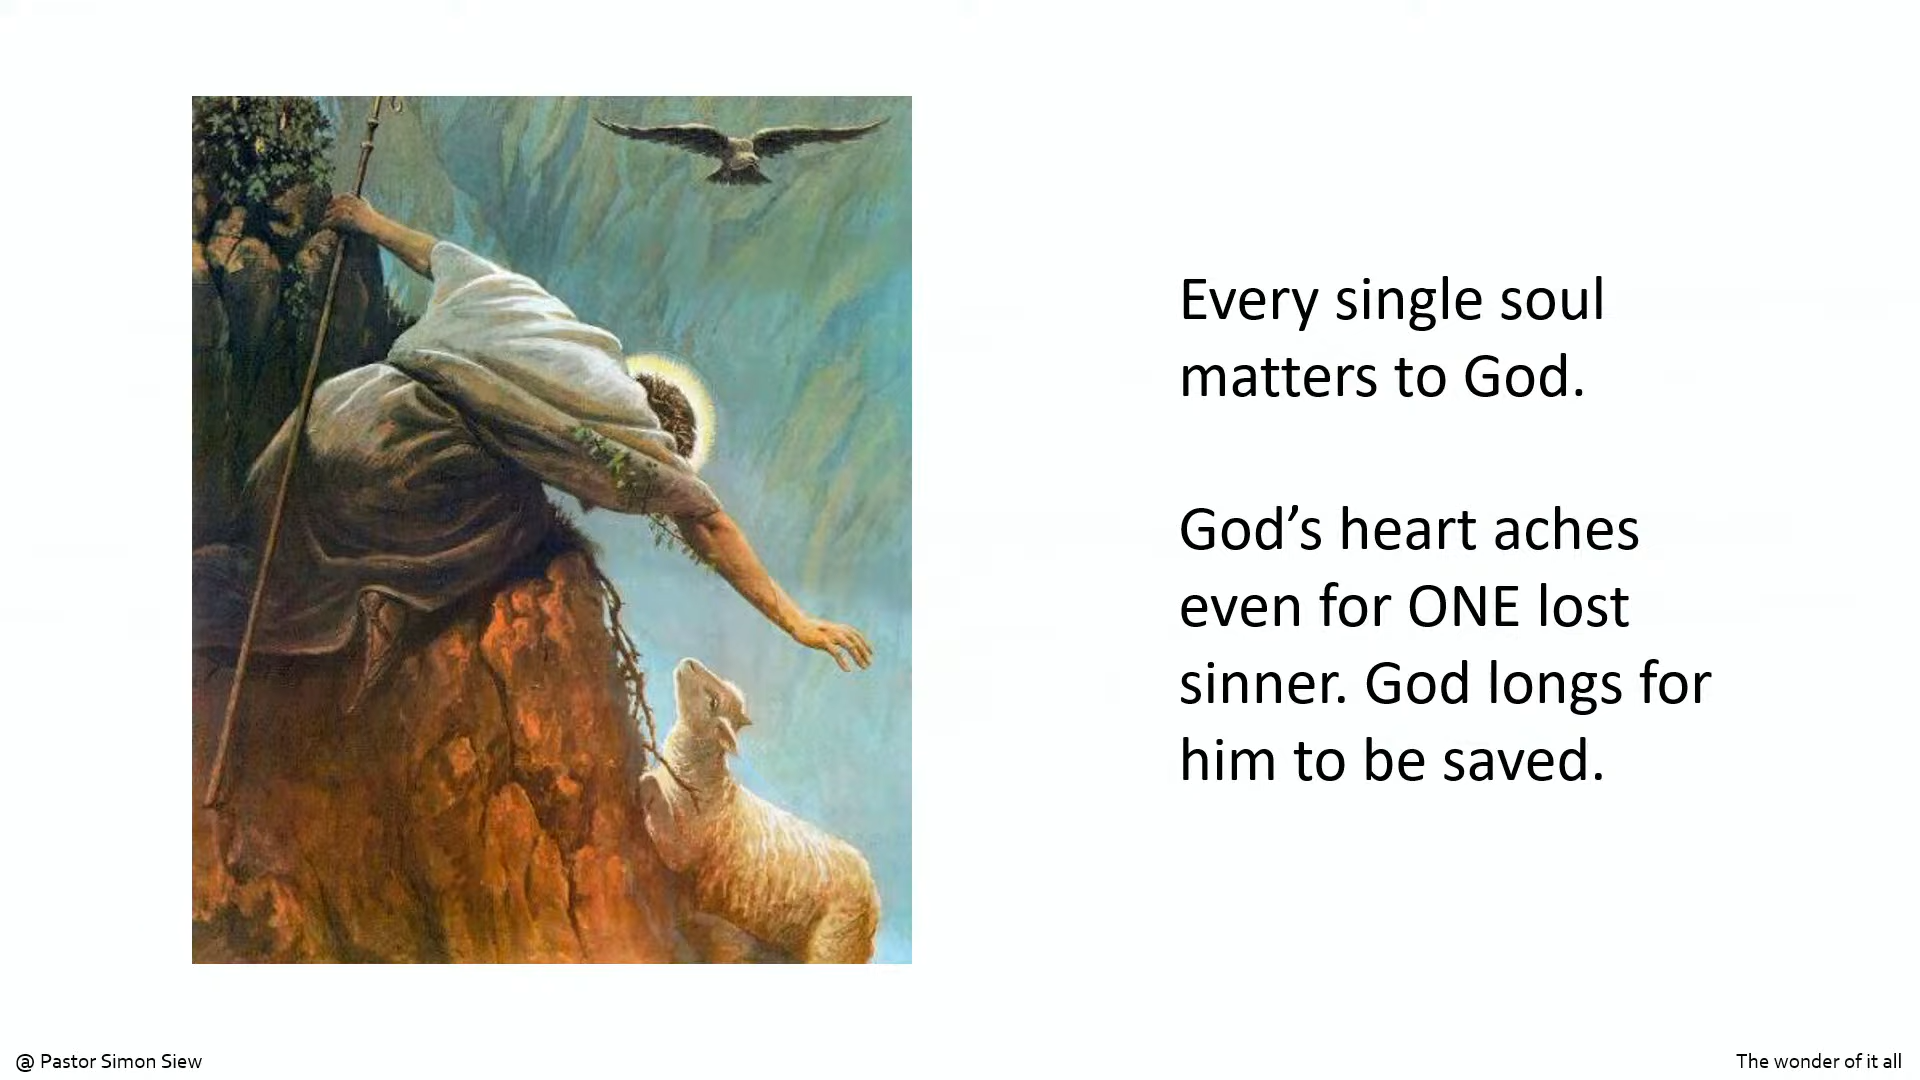 Every single soul
matters to God.
God’s heart aches
even for ONE lost
sinner. God longs for
him to be saved.
@ Pastor Simon Siew
The wonder of it all